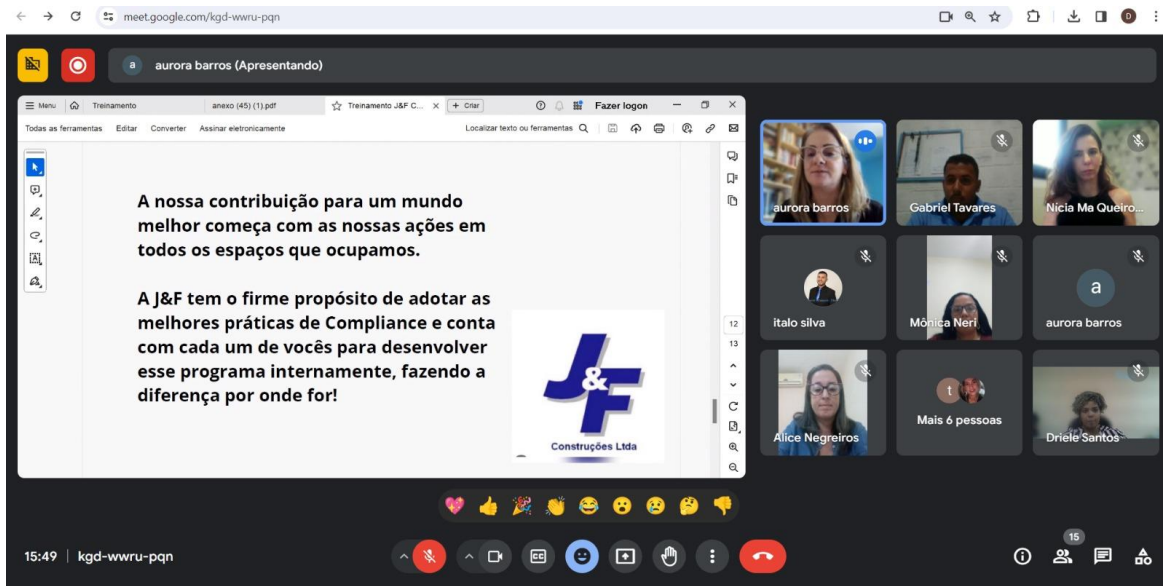 meet.google.com/kgd-wwru-pqn
D
a
aurora barros (Apresentando)
Menu
Treinamento
anexo (45) (1).pdf
Treinamento J&F C...
+ Criar
Fazer logon
Todas as ferramentas
Editar
Converter
Assinar eletronicamente
Localizar texto ou ferramentas
A nossa contribuição para um mundo
melhor começa com as nossas ações em
todos os espaços que ocupamos.
A J&F tem o firme propósito de adotar as
melhores práticas de Compliance e conta
com cada um de vocês para desenvolver
esse programa internamente, fazendo a
diferença por onde for!
J&F
Construções Ltda
12
13
aurora barros
Gabriel Tavares
Nicia Ma Queiro...
italo silva
Mônica Neri
a
aurora barros
Alice Negreiros
t
Mais 6 pessoas
Driele Santos
15:49 | kgd-wwru-pqn
CC
15